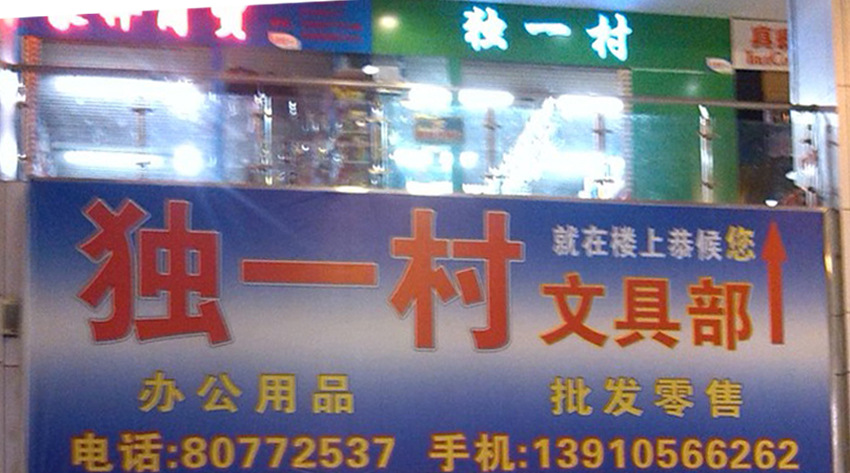 独一村
独一村
就在楼上恭候您
文具部
办公用品
批发零售
电话:80772537 手机:13910566262